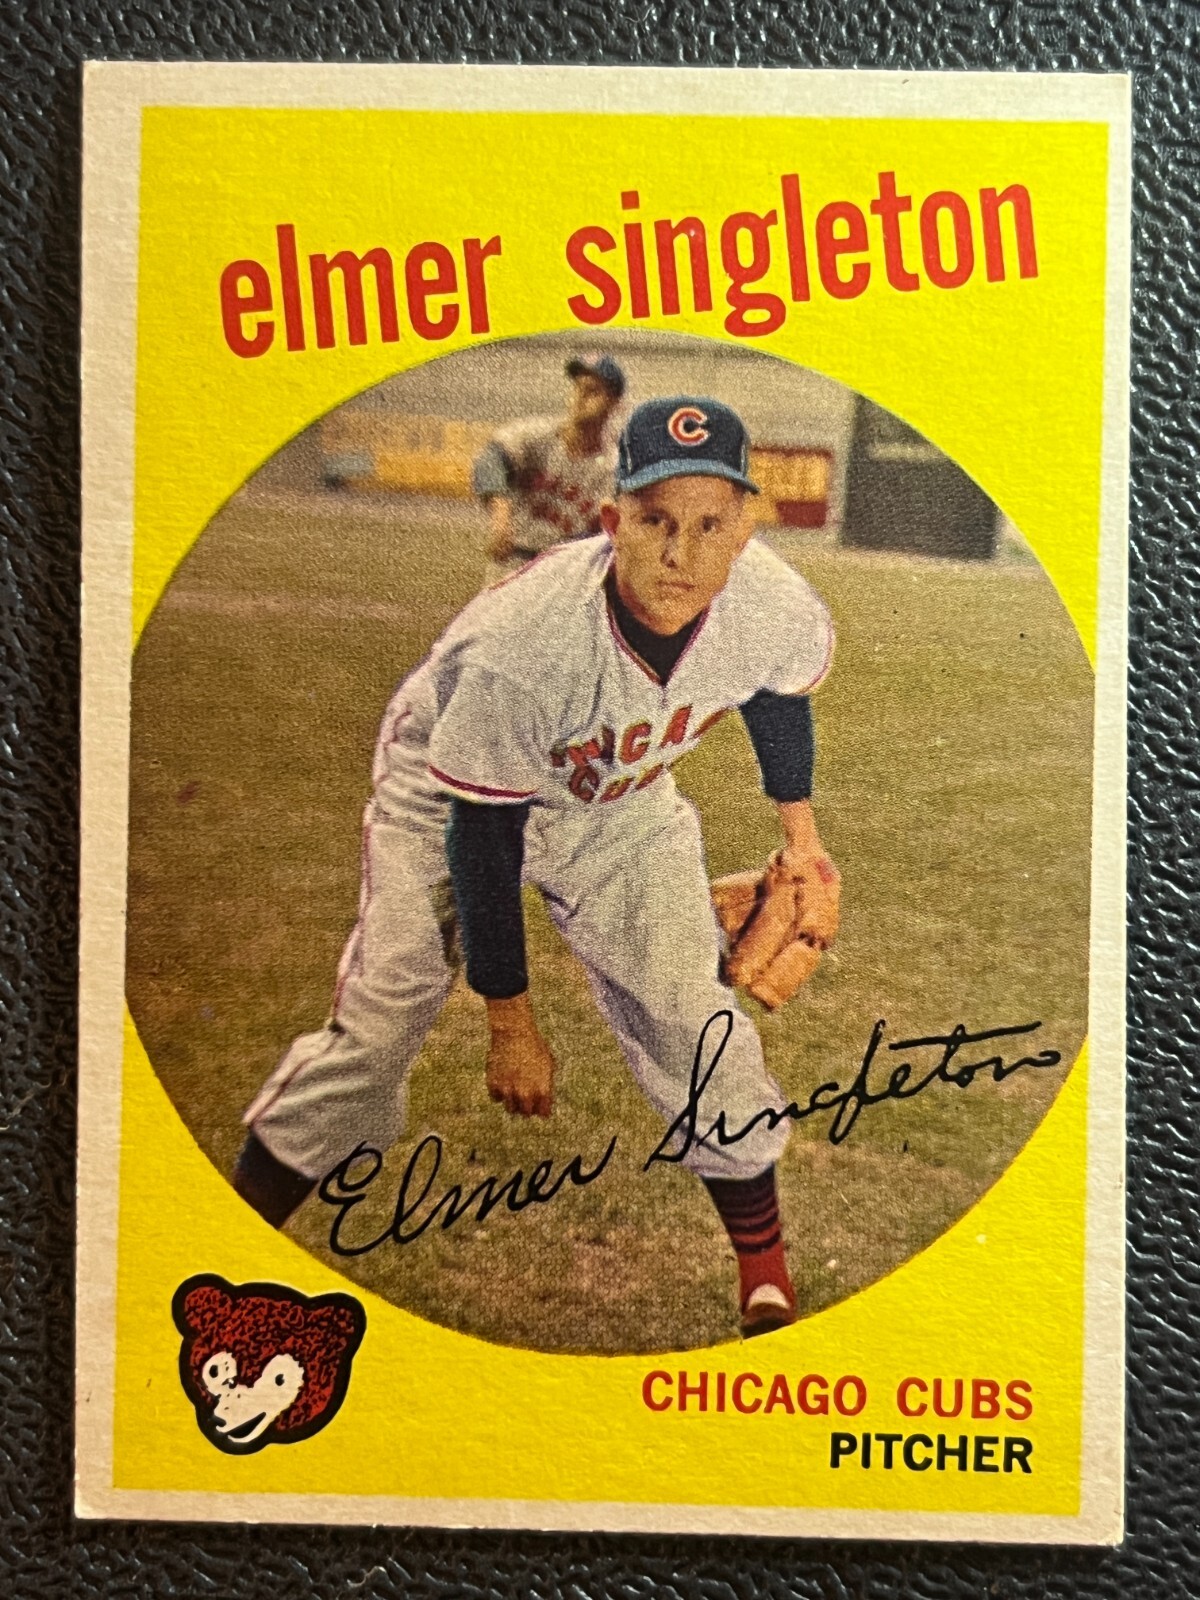 elmer singleton
C
Elmer Singleton
CHICAGO CUBS
PITCHER